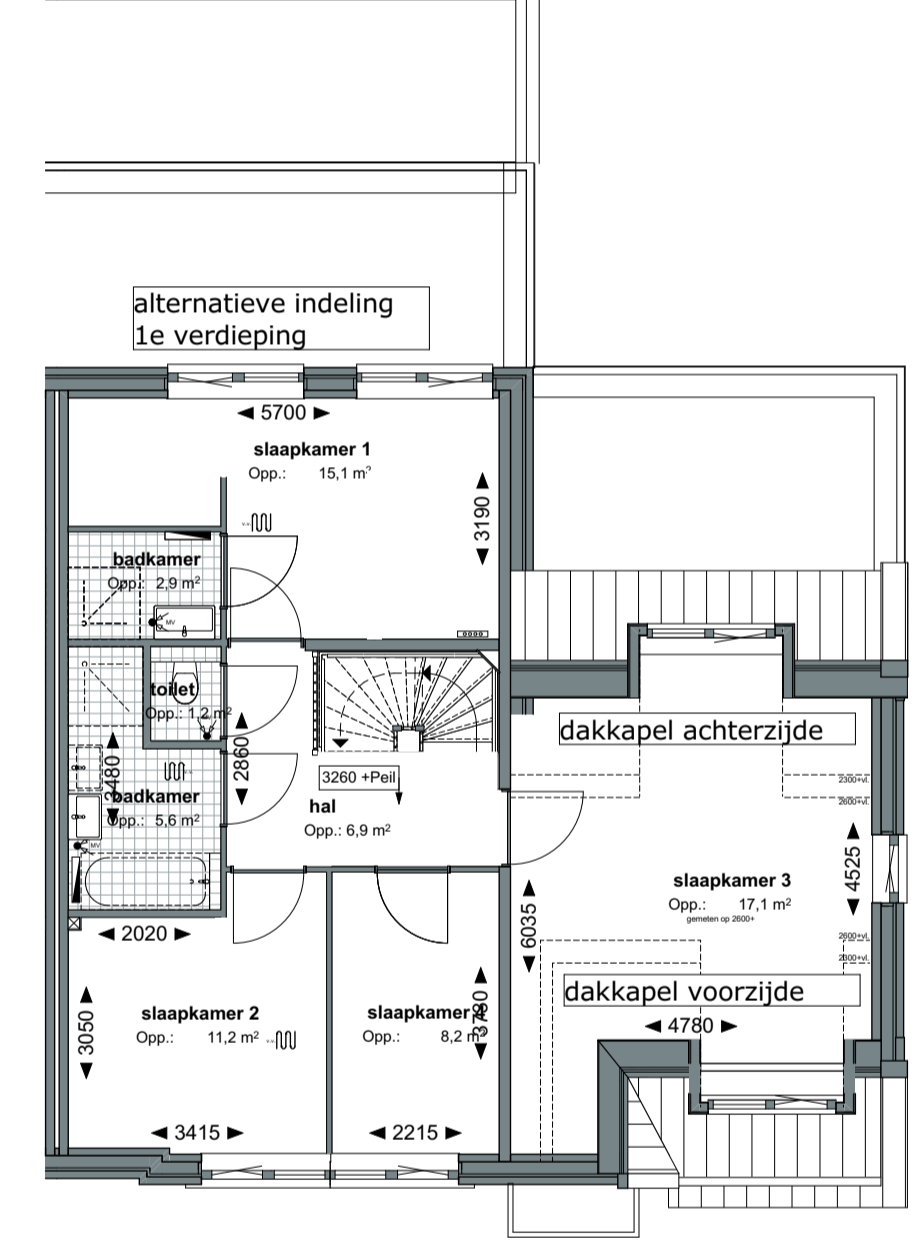 alternatieve indeling
1e verdieping
5700
slaapkamer 1
Opp.: 15,1 m²
3190
badkamer
Opp.: 2,9 m²
MV
toilet
Opp.: 1,2 m²
2860
dakkapel achterzijde
3260 +Peil
2300+vl.
2600+vl.
3480
badkamer
Opp.: 5,6 m²
MV
hal
Opp.: 6,9 m²
4525
slaapkamer 3
Opp.: 17,1 m²
gemeten op 2600+
6035
2020
2600+vl.
2300+vl.
dakkapel voorzijde
4780
3050
slaapkamer 2
Opp.: 11,2 m²
slaapkamer
Opp.: 8,2 m²
3780
3415
2215